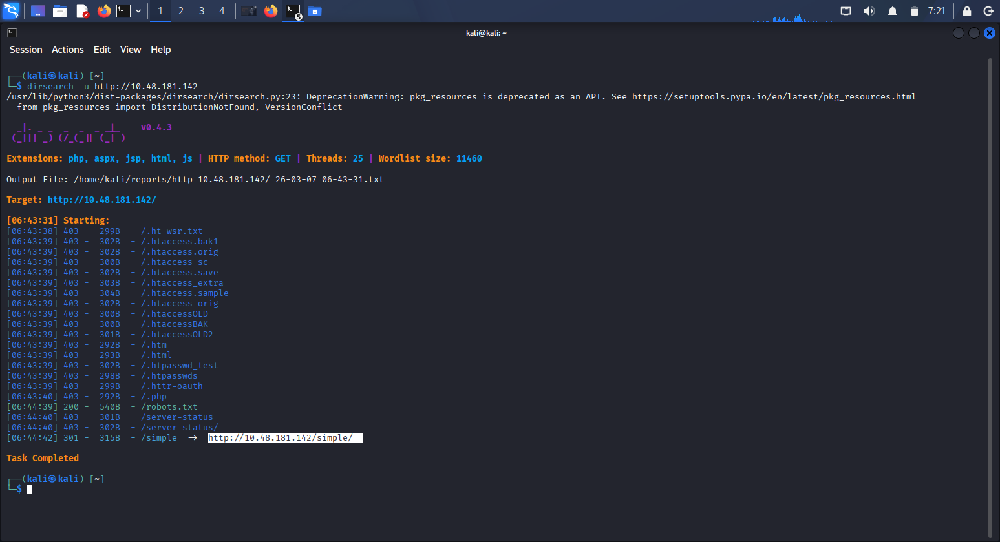 1 2 3 4 5 7:21
kali@kali: ~
Session Actions Edit View Help
┌──(kali㉿kali)-[~]
└─$ dirsearch -u http://10.48.181.142
/usr/lib/python3/dist-packages/dirsearch/dirsearch.py:23: DeprecationWarning: pkg_resources is deprecated as an API. See https://setuptools.pypa.io/en/latest/pkg_resources.html
  from pkg_resources import DistributionNotFound, VersionConflict
  _|. _ _  _  _  _ _|_    v0.4.3
 (_||| _) (/_(_|| (_| )
Extensions: php, aspx, jsp, html, js | HTTP method: GET | Threads: 25 | Wordlist size: 11460
Output File: /home/kali/reports/http_10.48.181.142/_26-03-07_06-43-31.txt
Target: http://10.48.181.142/
[06:43:31] Starting:
[06:43:38] 403 -  299B  - /.ht_wsr.txt
[06:43:39] 403 -  302B  - /.htaccess.bak1
[06:43:39] 403 -  302B  - /.htaccess.orig
[06:43:39] 403 -  300B  - /.htaccess_sc
[06:43:39] 403 -  302B  - /.htaccess.save
[06:43:39] 403 -  303B  - /.htaccess_extra
[06:43:39] 403 -  304B  - /.htaccess.sample
[06:43:39] 403 -  302B  - /.htaccess_orig
[06:43:39] 403 -  300B  - /.htaccessOLD
[06:43:39] 403 -  300B  - /.htaccessBAK
[06:43:39] 403 -  301B  - /.htaccessOLD2
[06:43:39] 403 -  292B  - /.htm
[06:43:39] 403 -  293B  - /.html
[06:43:39] 403 -  302B  - /.htpasswd_test
[06:43:39] 403 -  298B  - /.htpasswds
[06:43:39] 403 -  299B  - /.httr-oauth
[06:43:40] 403 -  292B  - /.php
[06:44:39] 200 -  540B  - /robots.txt
[06:44:40] 403 -  301B  - /server-status
[06:44:40] 403 -  302B  - /server-status/
[06:44:42] 301 -  315B  - /simple  →  http://10.48.181.142/simple/
Task Completed
┌──(kali㉿kali)-[~]
└─$